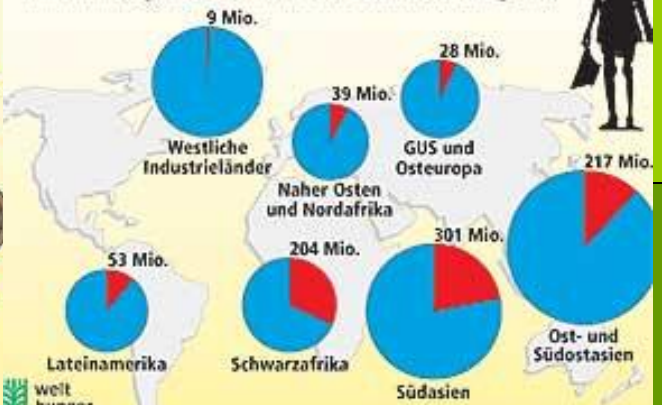 9 Mio.
Westliche
Industrieländer
39 Mio.
Naher Osten
und Nordafrika
28 Mio.
GUS und
Osteuropa
217 Mio.
Ost- und
Südostasien
53 Mio.
Lateinamerika
204 Mio.
Schwarzafrika
301 Mio.
Südasien
welt